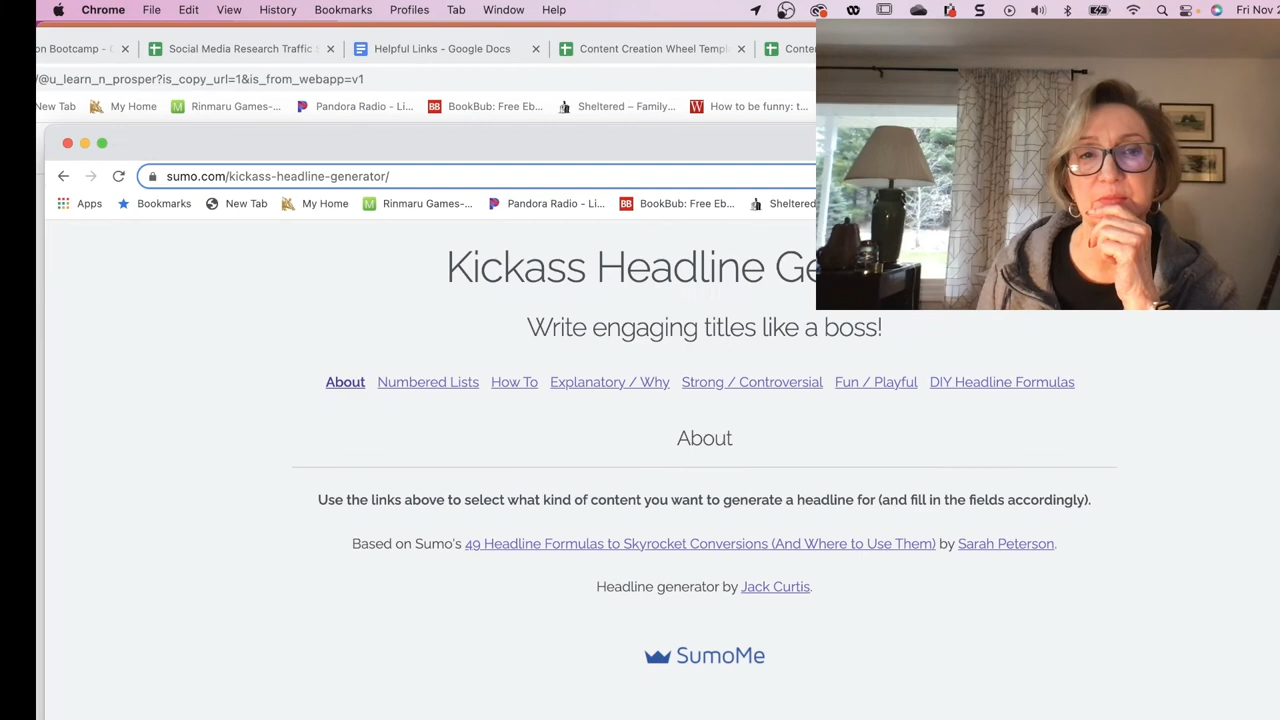 Chrome File Edit View History Bookmarks Profiles Tab Window Help Fri Nov 2
on Bootcamp - Social Media Research Traffic S Helpful Links - Google Docs Content Creation Wheel Templ Conte
/@u_learn_n_prosper?is_copy_url=1&is_from_webapp=v1
New Tab My Home Rinmaru Games-... Pandora Radio - Li... BookBub: Free Eb... Sheltered – Family... How to be funny: t...
sumo.com/kickass-headline-generator/
Apps Bookmarks New Tab My Home Rinmaru Games-... Pandora Radio - Li... BookBub: Free Eb... Sheltered
Kickass Headline Ge
Write engaging titles like a boss!
About Numbered Lists How To Explanatory / Why Strong / Controversial Fun / Playful DIY Headline Formulas
About
Use the links above to select what kind of content you want to generate a headline for (and fill in the fields accordingly).
Based on Sumo's 49 Headline Formulas to Skyrocket Conversions (And Where to Use Them) by Sarah Peterson.
Headline generator by Jack Curtis.
SumoMe